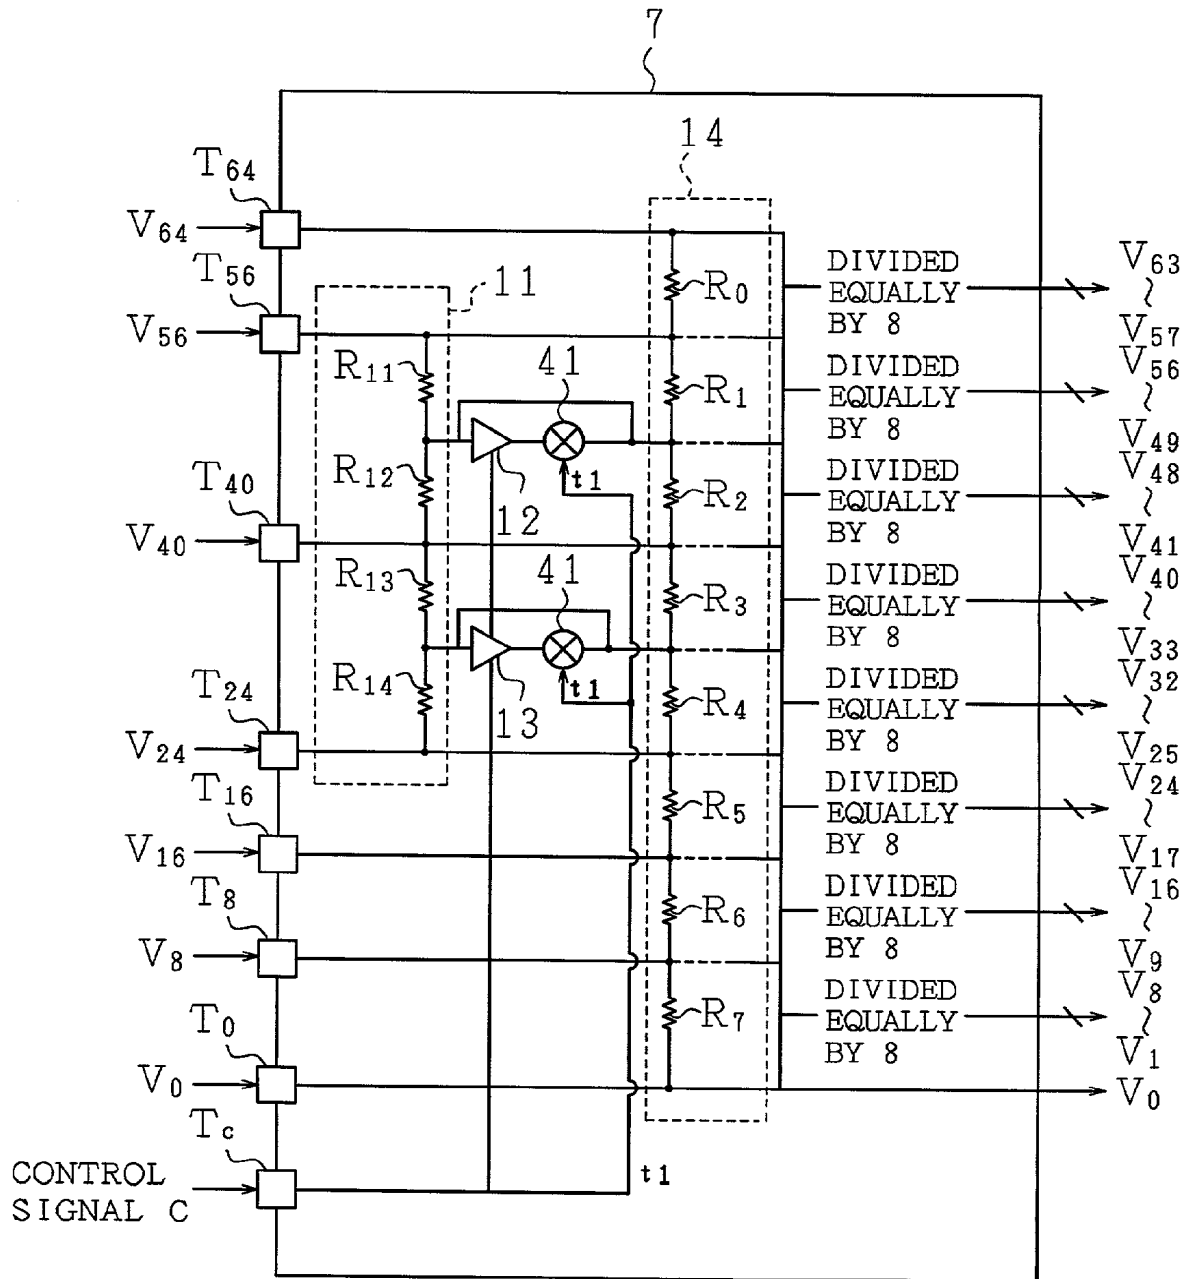 7
14
T64
V64
T56
V56
11
R0
DIVIDED
EQUALLY
BY 8
V63
~
V57
R11
41
R1
DIVIDED
EQUALLY
BY 8
V56
~
V49
R12
t1
12
R2
DIVIDED
EQUALLY
BY 8
V48
~
V41
T40
V40
R13
41
R3
DIVIDED
EQUALLY
BY 8
V40
~
V33
R14
t1
13
R4
DIVIDED
EQUALLY
BY 8
V32
~
V25
T24
V24
R5
DIVIDED
EQUALLY
BY 8
V24
~
V17
T16
V16
R6
DIVIDED
EQUALLY
BY 8
V16
~
V9
T8
V8
R7
DIVIDED
EQUALLY
BY 8
V8
~
V1
T0
V0
V0
Tc
CONTROL
SIGNAL C
t1